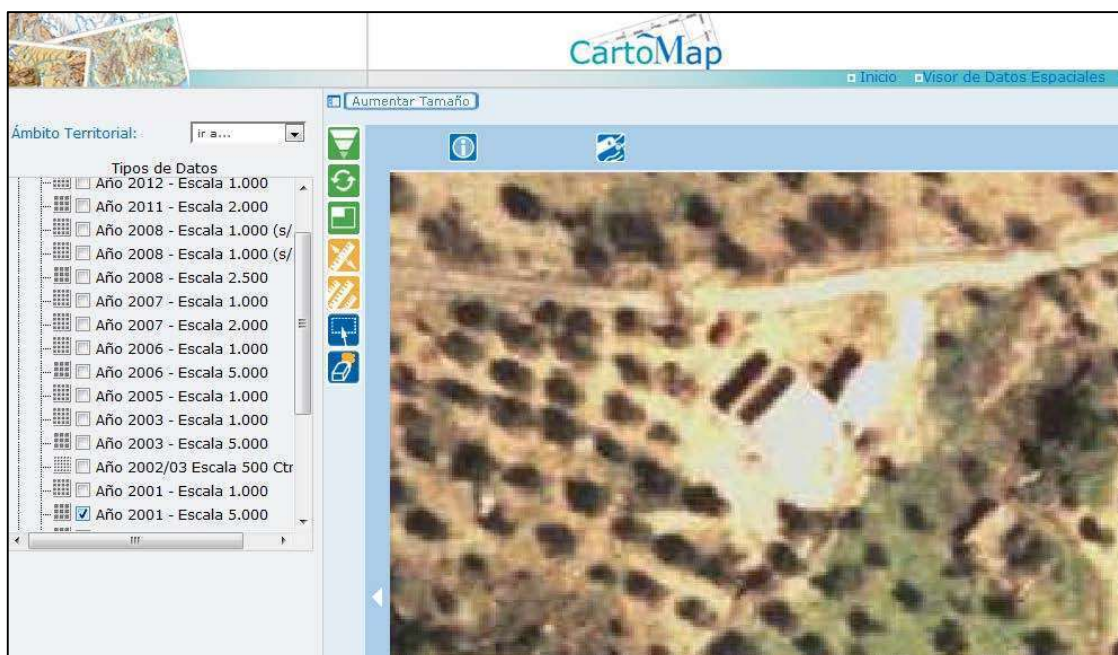 CartoMap
Inicio
Visor de Datos Espaciales
Aumentar Tamaño
Ámbito Territorial:
ir a...
Tipos de Datos
Año 2012 - Escala 1.000
Año 2011 - Escala 2.000
Año 2008 - Escala 1.000 (s/
Año 2008 - Escala 1.000 (s/
Año 2008 - Escala 2.500
Año 2007 - Escala 1.000
Año 2007 - Escala 2.000
Año 2006 - Escala 1.000
Año 2006 - Escala 5.000
Año 2005 - Escala 1.000
Año 2003 - Escala 1.000
Año 2003 - Escala 5.000
Año 2002/03 Escala 500 Ctr
Año 2001 - Escala 1.000
Año 2001 - Escala 5.000